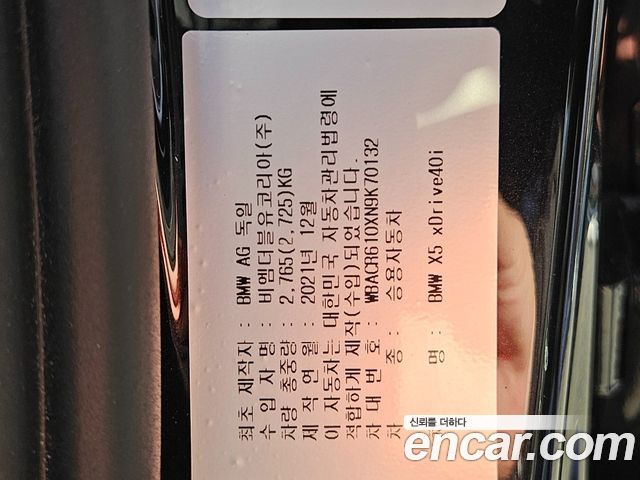 최초 제작자 : BMW AG 독일
수 입 자 명 : 비엠더블유코리아(주)
차량 총중량 : 2,765(2,725)KG
제 작 연 월 : 2021년 12월
이 자동차는 대한민국 자동차관리법령에
적합하게 제작(수입)되었습니다.
차 대 번 호 : WBACR610XN9K70132
차 종 : 승용자동차
명 : BMW X5 xDrive40i
신뢰를 더하다
encar.com